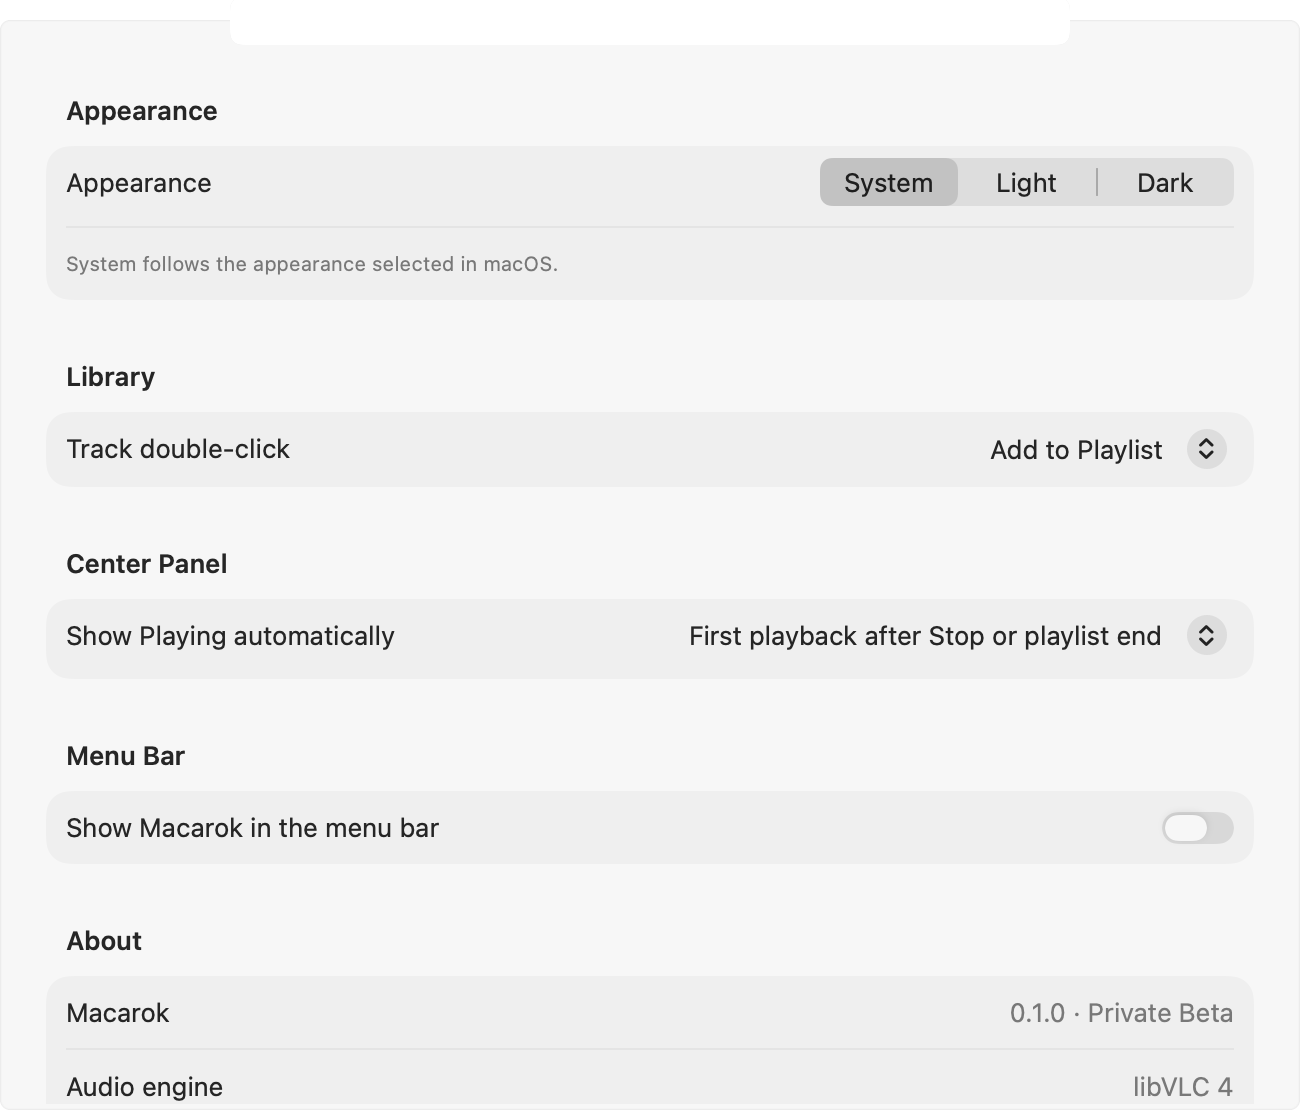 Appearance
Appearance System Light Dark
System follows the appearance selected in macOS.
Library
Track double-click Add to Playlist
Center Panel
Show Playing automatically First playback after Stop or playlist end
Menu Bar
Show Macarok in the menu bar
About
Macarok 0.1.0 · Private Beta
Audio engine libVLC 4